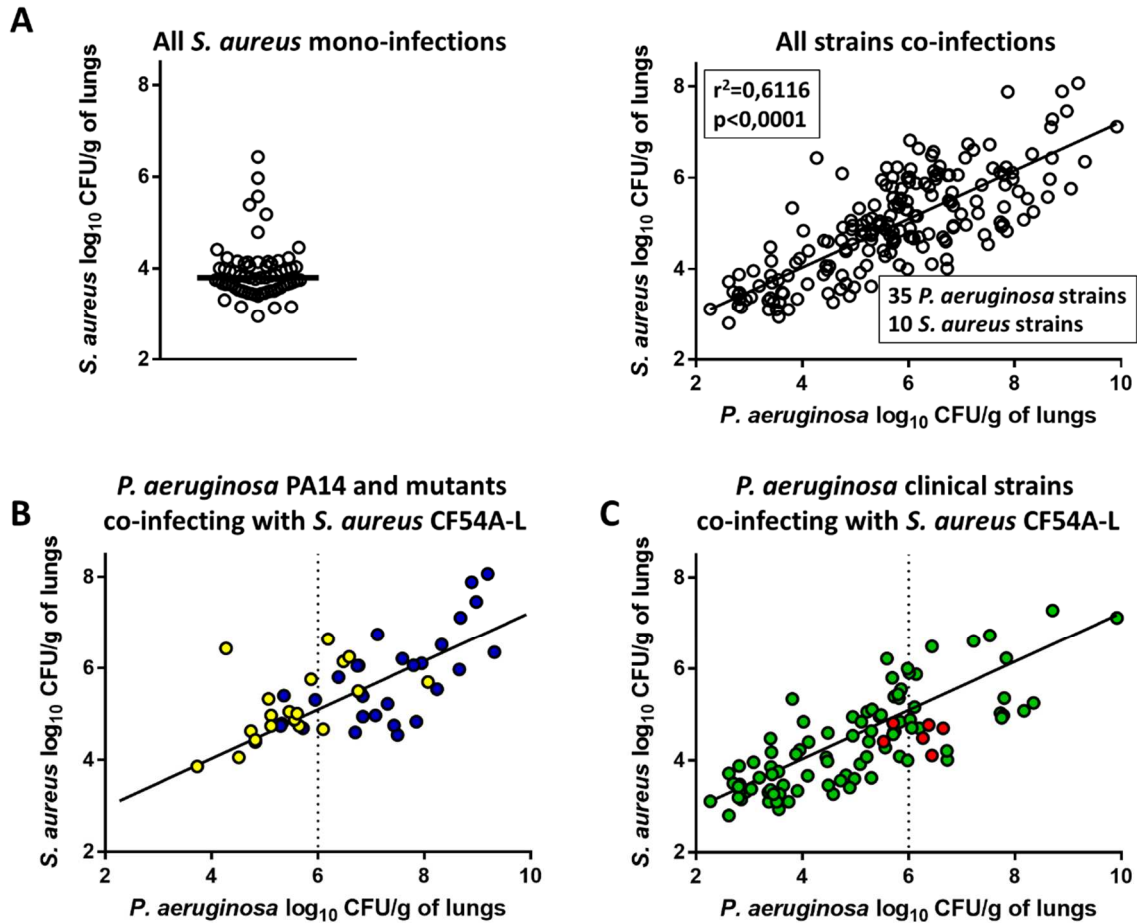 A
All S. aureus mono-infections
S. aureus log10 CFU/g of lungs
8
6
4
2
All strains co-infections
S. aureus log10 CFU/g of lungs
8
6
4
2
r2=0,6116
p<0,0001
35 P. aeruginosa strains
10 S. aureus strains
2 4 6 8 10
P. aeruginosa log10 CFU/g of lungs
B
P. aeruginosa PA14 and mutants
co-infecting with S. aureus CF54A-L
S. aureus log10 CFU/g of lungs
8
6
4
2
2 4 6 8 10
P. aeruginosa log10 CFU/g of lungs
C
P. aeruginosa clinical strains
co-infecting with S. aureus CF54A-L
S. aureus log10 CFU/g of lungs
8
6
4
2
2 4 6 8 10
P. aeruginosa log10 CFU/g of lungs